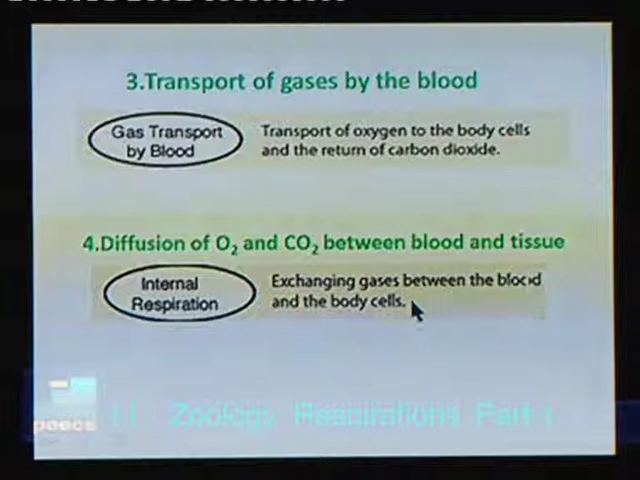 3.Transport of gases by the blood
Gas Transport
by Blood
Transport of oxygen to the body cells
and the return of carbon dioxide.
4.Diffusion of O₂ and CO₂ between blood and tissue
Internal
Respiration
Exchanging gases between the blood
and the body cells.
11 Zoology Respirations Part-1